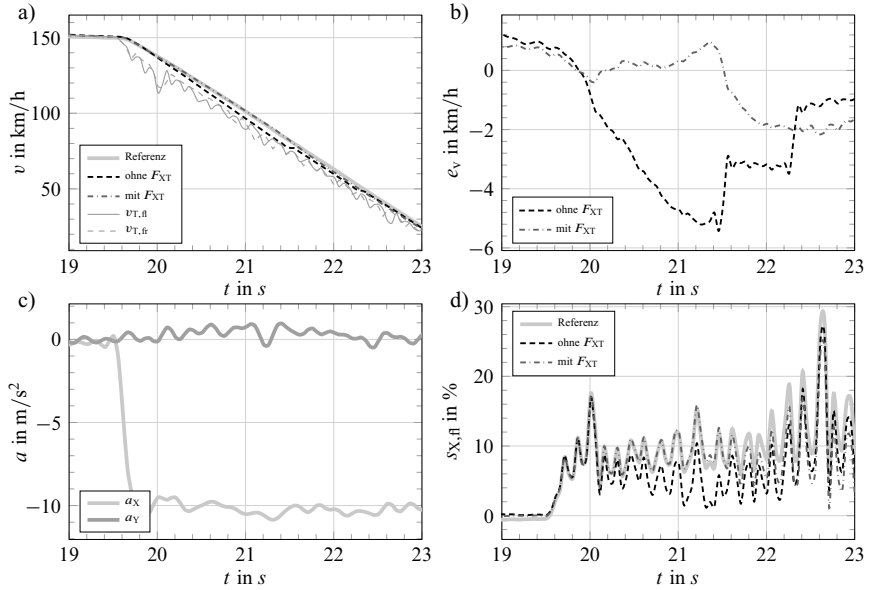 a)
150
100
50
v in km/h
Referenz
ohne F_XT
mit F_XT
v_T,fl
v_T,fr
19 20 21 22 23
t in s
b)
0
−2
−4
−6
e_v in km/h
ohne F_XT
mit F_XT
19 20 21 22 23
t in s
c)
0
−5
−10
a in m/s²
a_X
a_Y
19 20 21 22 23
t in s
d)
30
20
10
0
s_X,fl in %
Referenz
ohne F_XT
mit F_XT
19 20 21 22 23
t in s